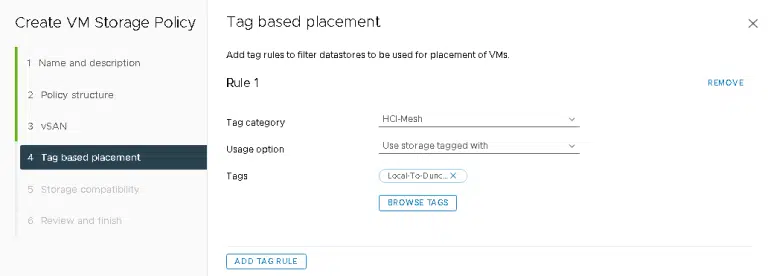 Create VM Storage Policy
1 Name and description
2 Policy structure
3 vSAN
4 Tag based placement
5 Storage compatibility
6 Review and finish
Tag based placement
Add tag rules to filter datastores to be used for placement of VMs.
Rule 1
REMOVE
Tag category
HCI-Mesh
Usage option
Use storage tagged with
Tags
Local-To-Dunc...
BROWSE TAGS
ADD TAG RULE